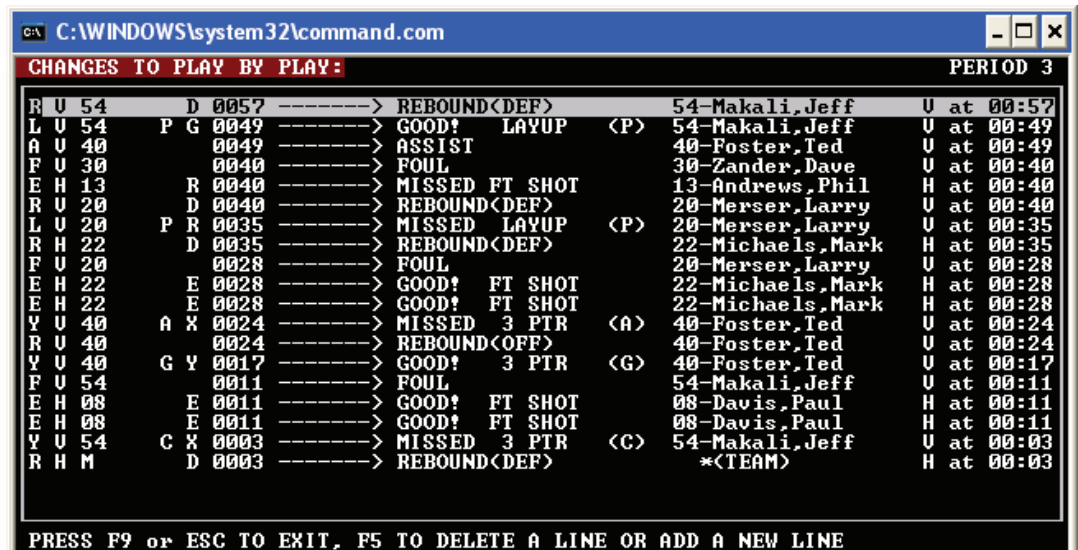 C:\WINDOWS\system32\command.com
CHANGES TO PLAY BY PLAY: PERIOD 3
R V 54 D 0057 -------> REBOUND(DEF) 54-Makali,Jeff V at 00:57
L V 54 P G 0049 -------> GOOD! LAYUP (P) 54-Makali,Jeff V at 00:49
A V 40 0049 -------> ASSIST 40-Foster,Ted V at 00:49
F V 30 0040 -------> FOUL 30-Zander,Dave V at 00:40
E H 13 R 0040 -------> MISSED FT SHOT 13-Andrews,Phil H at 00:40
R V 20 D 0040 -------> REBOUND(DEF) 20-Merser,Larry V at 00:40
L V 20 P R 0035 -------> MISSED LAYUP (P) 20-Merser,Larry V at 00:35
R H 22 D 0035 -------> REBOUND(DEF) 22-Michaels,Mark H at 00:35
F V 20 0028 -------> FOUL 20-Merser,Larry V at 00:28
E H 22 E 0028 -------> GOOD! FT SHOT 22-Michaels,Mark H at 00:28
E H 22 E 0028 -------> GOOD! FT SHOT 22-Michaels,Mark H at 00:28
Y V 40 A X 0024 -------> MISSED 3 PTR (A) 40-Foster,Ted V at 00:24
R V 40 0024 -------> REBOUND(OFF) 40-Foster,Ted V at 00:24
Y V 40 G Y 0017 -------> GOOD! 3 PTR (G) 40-Foster,Ted V at 00:17
F V 54 0011 -------> FOUL 54-Makali,Jeff V at 00:11
E H 08 E 0011 -------> GOOD! FT SHOT 08-Davis,Paul H at 00:11
E H 08 E 0011 -------> GOOD! FT SHOT 08-Davis,Paul H at 00:11
Y V 54 C X 0003 -------> MISSED 3 PTR (C) 54-Makali,Jeff V at 00:03
R H M D 0003 -------> REBOUND(DEF) *(TEAM) H at 00:03
PRESS F9 or ESC TO EXIT, F5 TO DELETE A LINE OR ADD A NEW LINE